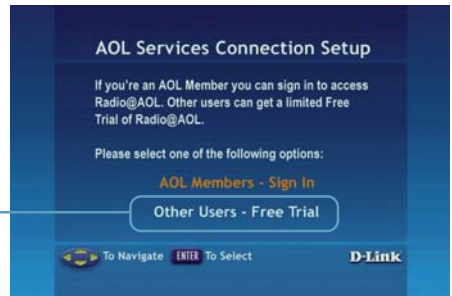 AOL Services Connection Setup
If you're an AOL Member you can sign in to access
Radio@AOL. Other users can get a limited Free
Trial of Radio@AOL.
Please select one of the following options:
AOL Members - Sign In
Other Users - Free Trial
To Navigate ENTER To Select D-Link